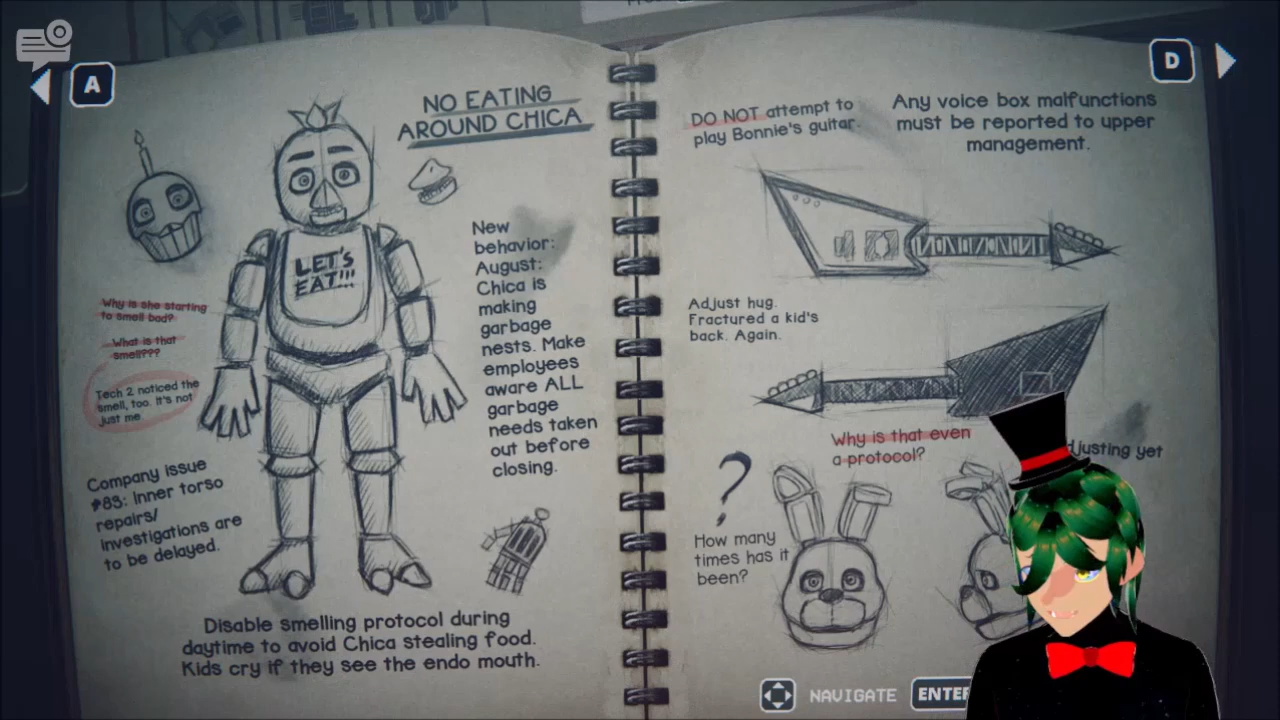 A
D
NO EATING
AROUND CHICA
LET'S
EAT!!!
New
behavior:
August:
Chica is
making
garbage
nests. Make
employees
aware ALL
garbage
needs taken
out before
closing.
Why is she starting
to smell bad?
What is that
smell???
Tech 2 noticed the
smell, too. It's not
just me.
Company issue
#83: Inner torso
repairs/
investigations are
to be delayed.
Disable smelling protocol during
daytime to avoid Chica stealing food.
Kids cry if they see the endo mouth.
DO NOT attempt to
play Bonnie's guitar.
Any voice box malfunctions
must be reported to upper
management.
Adjust hug.
Fractured a kid's
back. Again.
Why is that even
a protocol?
djusting yet
?
How many
times has it
been?
NAVIGATE
ENTER